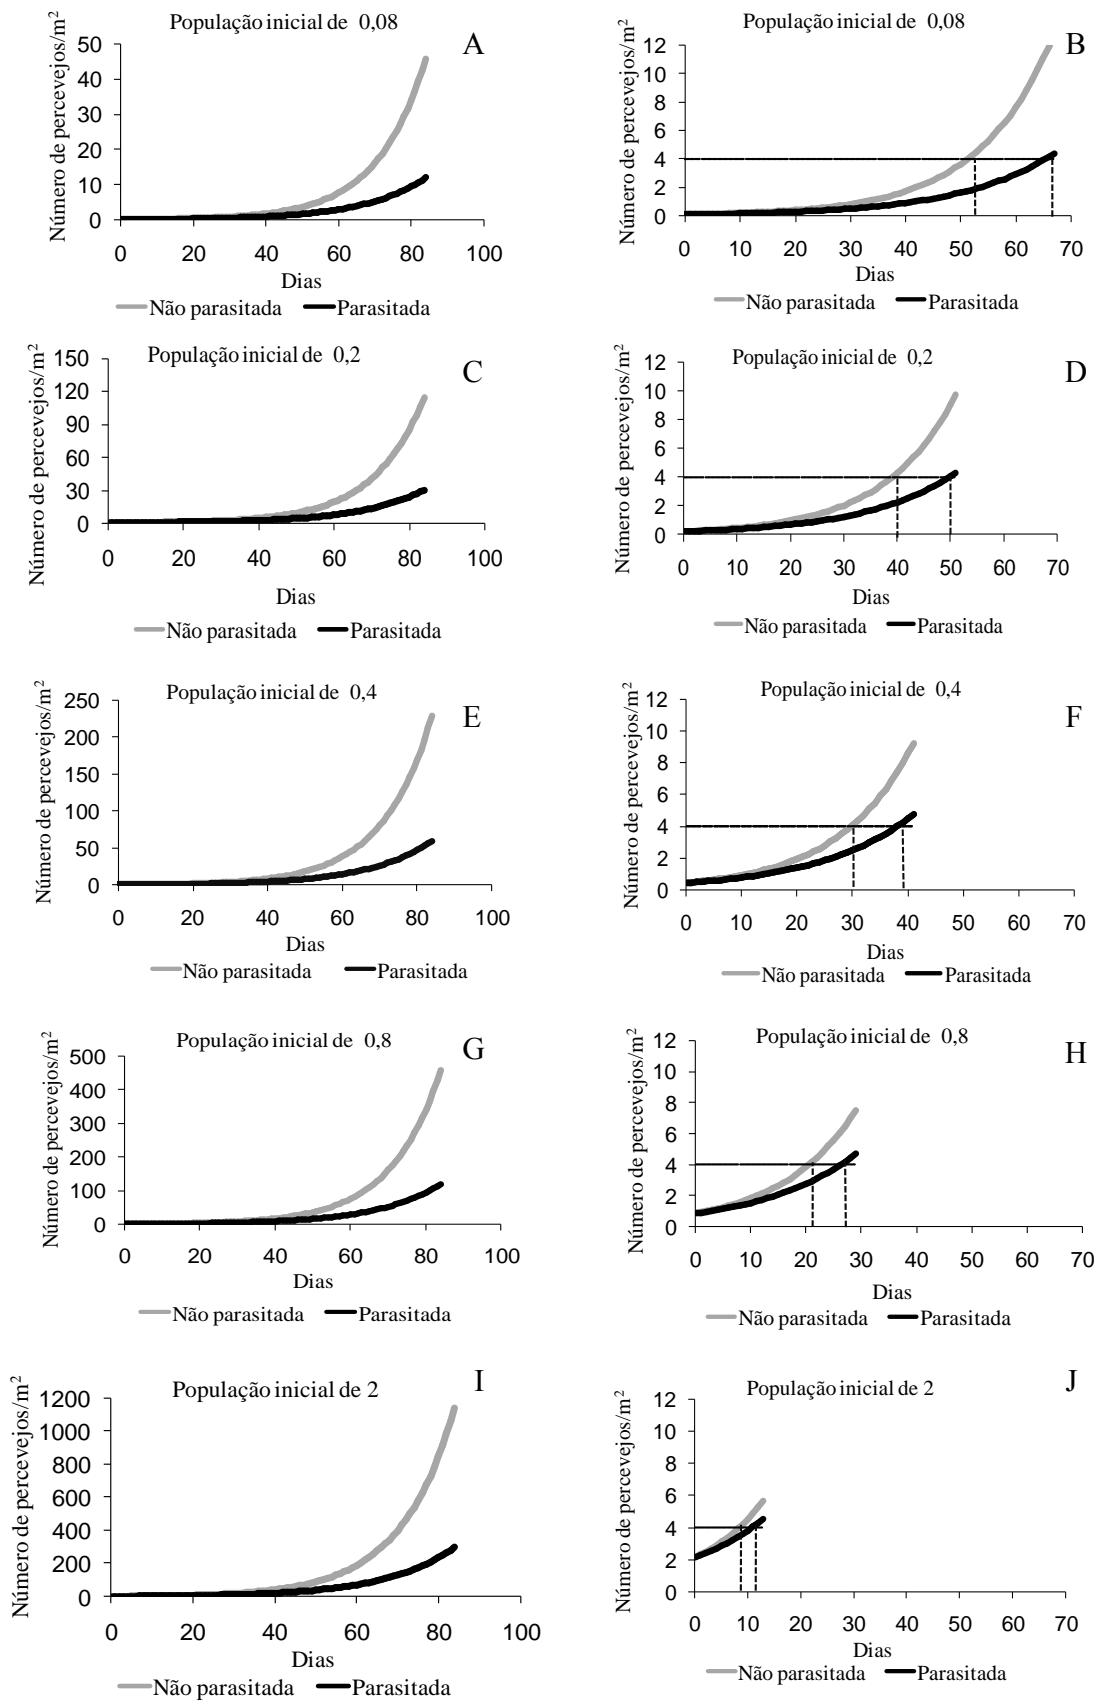 População inicial de 0,08
A
Número de percevejos/m²
50
40
30
20
10
0
0 20 40 60 80 100
Dias
Não parasitada Parasitada
População inicial de 0,08
B
Número de percevejos/m²
12
10
8
6
4
2
0
0 10 20 30 40 50 60 70
Dias
Não parasitada Parasitada
População inicial de 0,2
C
Número de percevejos/m²
150
120
90
60
30
0
0 20 40 60 80 100
Dias
Não parasitada Parasitada
População inicial de 0,2
D
Número de percevejos/m²
12
10
8
6
4
2
0
0 10 20 30 40 50 60 70
Dias
Não parasitada Parasitada
População inicial de 0,4
E
Número de percevejos/m²
250
200
150
100
50
0
0 20 40 60 80 100
Dias
Não parasitada Parasitada
População inicial de 0,4
F
Número de percevejos/m²
12
10
8
6
4
2
0
0 10 20 30 40 50 60 70
Dias
Não parasitada Parasitada
População inicial de 0,8
G
Número de percevejos/m²
500
400
300
200
100
0
0 20 40 60 80 100
Dias
Não parasitada Parasitada
População inicial de 0,8
H
Número de percevejos/m²
12
10
8
6
4
2
0
0 10 20 30 40 50 60 70
Dias
Não parasitada Parasitada
População inicial de 2
I
Número de percevejos/m²
1200
1000
800
600
400
200
0
0 20 40 60 80 100
Dias
Não parasitada Parasitada
População inicial de 2
J
Número de percevejos/m²
12
10
8
6
4
2
0
0 10 20 30 40 50 60 70
Dias
Não parasitada Parasitada